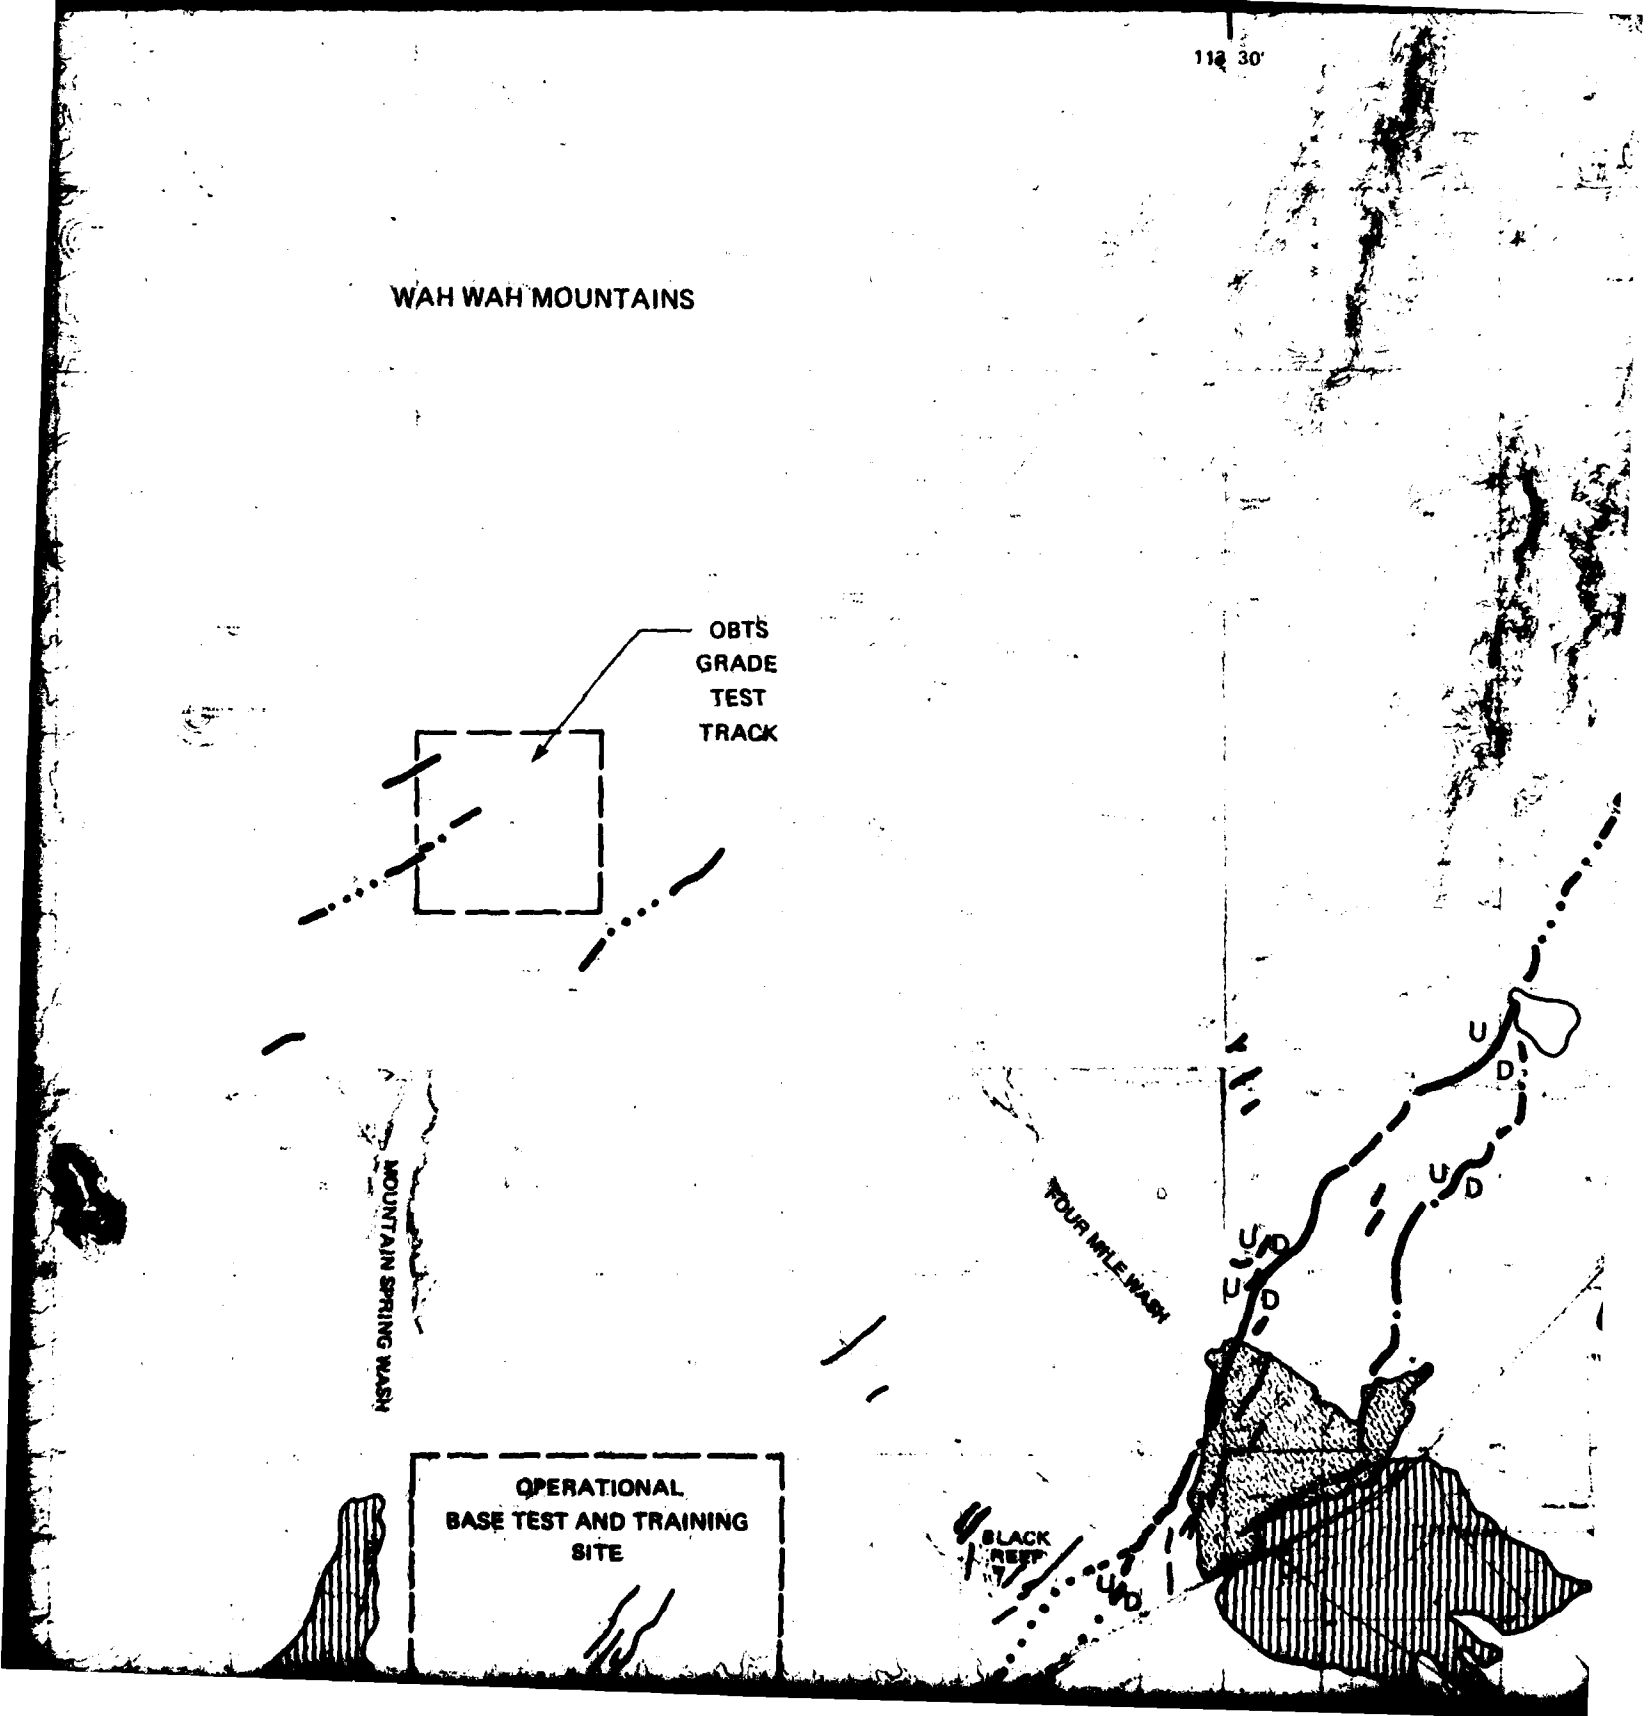 113 30'
WAH WAH MOUNTAINS
OBTS
GRADE
TEST
TRACK
U
D
U
D
MOUNTAIN SPRING WASH
FOUR MILE WASH
U
D
U
D
OPERATIONAL
BASE TEST AND TRAINING
SITE
BLACK
REEF
U
D